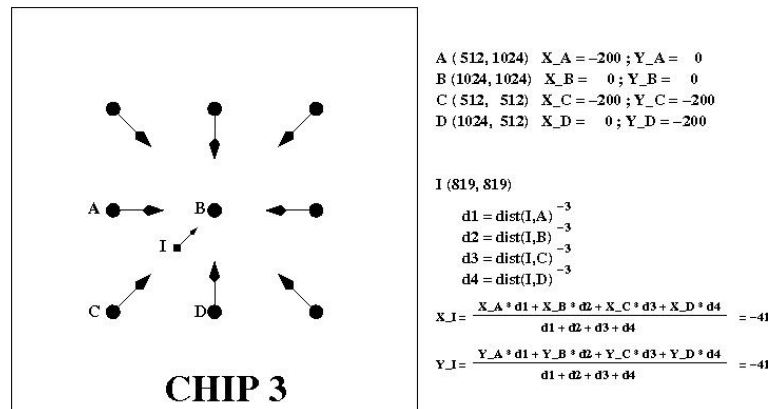 A ( 512, 1024) X_A = −200 ; Y_A = 0
B (1024, 1024) X_B = 0 ; Y_B = 0
C ( 512, 512) X_C = −200 ; Y_C = −200
D (1024, 512) X_D = 0 ; Y_D = −200
I (819, 819)
d1 = dist(I,A) −3
d2 = dist(I,B) −3
d3 = dist(I,C) −3
d4 = dist(I,D) −3
X_I = X_A * d1 + X_B * d2 + X_C * d3 + X_D * d4 / d1 + d2 + d3 + d4 = −41
Y_I = Y_A * d1 + Y_B * d2 + Y_C * d3 + Y_D * d4 / d1 + d2 + d3 + d4 = −41
A
B
I
C
D
CHIP 3